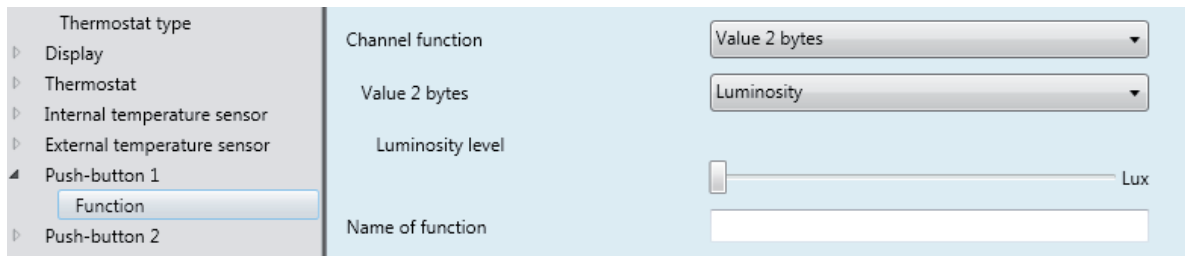 Thermostat type
Display
Thermostat
Internal temperature sensor
External temperature sensor
Push-button 1
Function
Push-button 2
Channel function
Value 2 bytes
Value 2 bytes
Luminosity
Luminosity level
Lux
Name of function